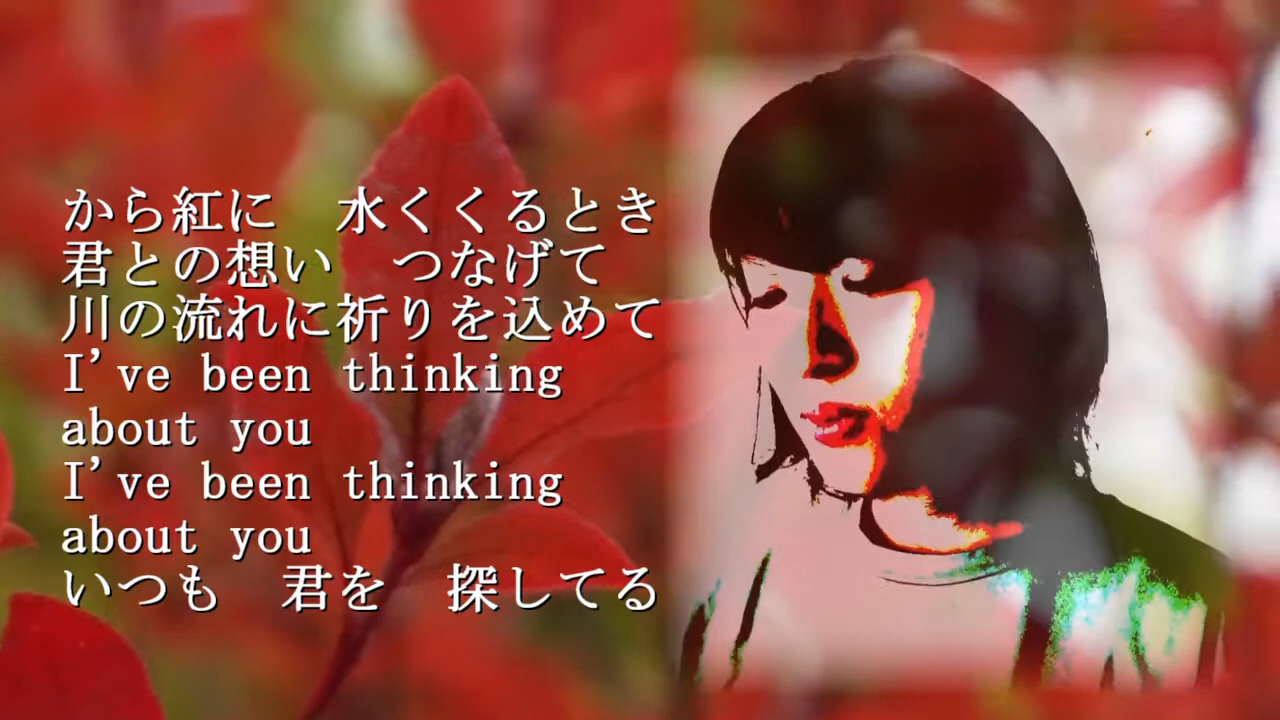 から紅に　水くくるとき
君との想い　つなげて
川の流れに祈りを込めて
I've been thinking
about you
I've been thinking
about you
いつも　君を　探してる